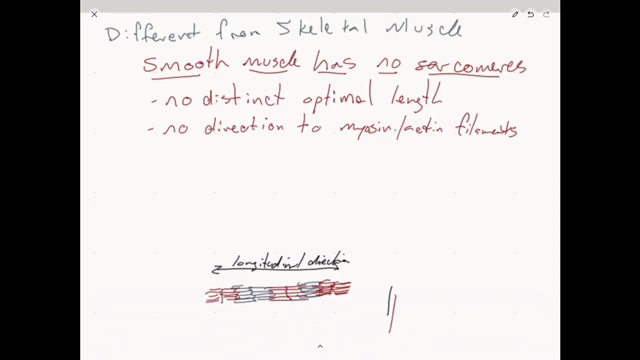 Different from Skeletal Muscle
Smooth muscle has no sarcomeres
- no distinct optimal length
- no direction to myosin/actin filaments
longitudinal direction